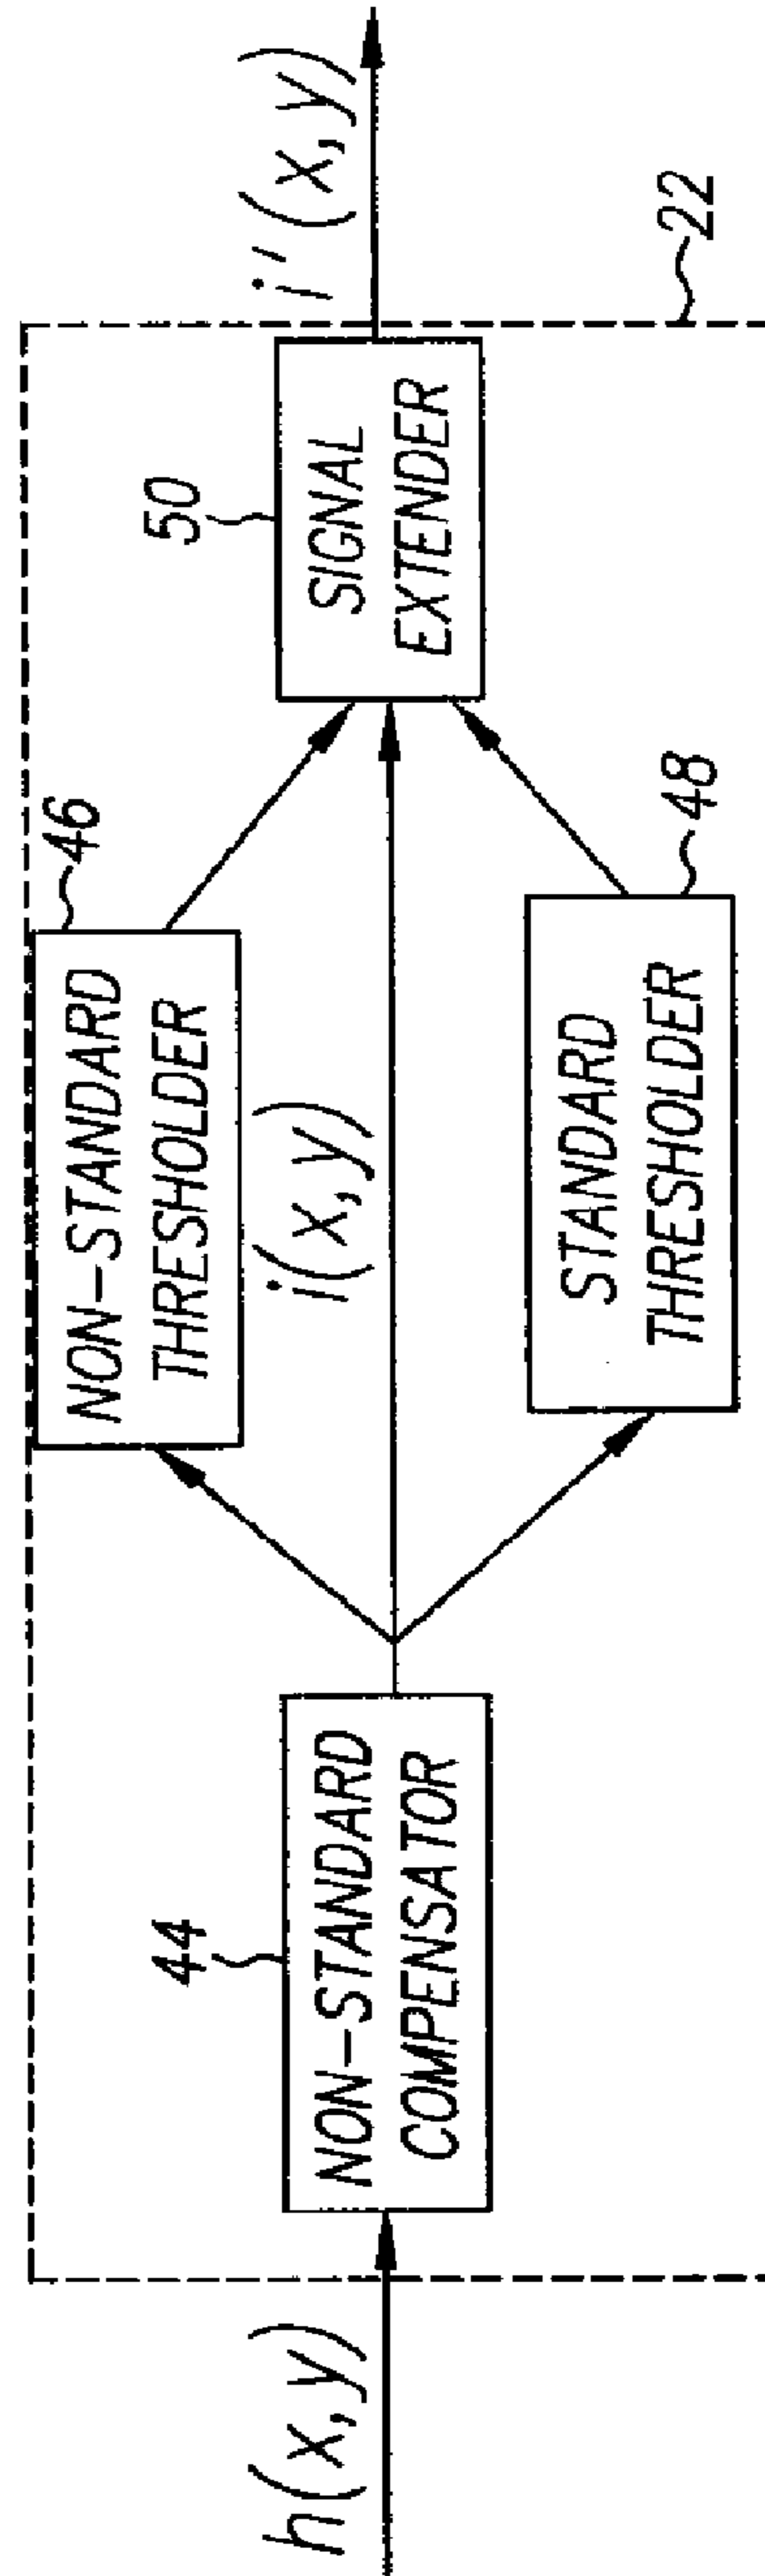 h(x,y)
44
NON-STANDARD
COMPENSATOR
46
NON-STANDARD
THRESHOLDER
i(x,y)
STANDARD
THRESHOLDER
48
50
SIGNAL
EXTENDER
i'(x,y)
22